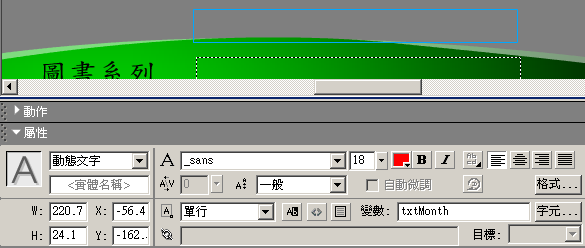 圖書系列
動作
屬性
動態文字 A _sans 18 B I
<實體名稱> A/V 0 一般 自動微調 格式...
W: 220.7 X: -56.4 單行 變數: txtMonth 字元...
H: 24.1 Y: -162. 目標: